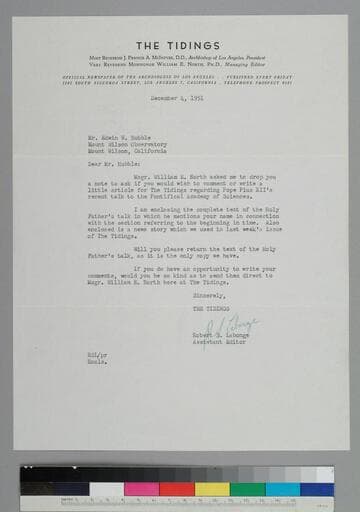 THE TIDINGS
MOST REVEREND J. FRANCIS A. MCINTYRE, D.D., Archbishop of Los Angeles, President
VERY REVEREND MONSIGNOR WILLIAM E. NORTH, PH.D., Managing Editor
OFFICIAL NEWSPAPER OF THE ARCHDIOCESE OF LOS ANGELES · PUBLISHED EVERY FRIDAY
STREET, LOS ANGELES 7, CALIFORNIA · TELEPHONE PROSPECT
December 4, 1951
Mr. Edwin W. Hubble
Mount Wilson Observatory
Mount Wilson, California
Dear Mr. Hubble:
Msgr. William E. North asked me to drop you
a note to ask if you would wish to comment or write a
little article for The Tidings regarding Pope Pius XII's
recent talk to the Pontifical Academy of Sciences.
I am enclosing the complete text of the Holy
Father's talk in which he mentions your name in connection
with the section referring to the beginning in time. Also
enclosed is a news story which we used in last week's issue
of The Tidings.
Will you please return the text of the Holy
Father's talk, as it is the only copy we have.
If you do have an opportunity to write your
comments, would you be so kind as to send them direct to
Msgr. William E. North here at The Tidings.
Sincerely,
THE TIDINGS
Robert Labonge
Assistant Editor
Encls.